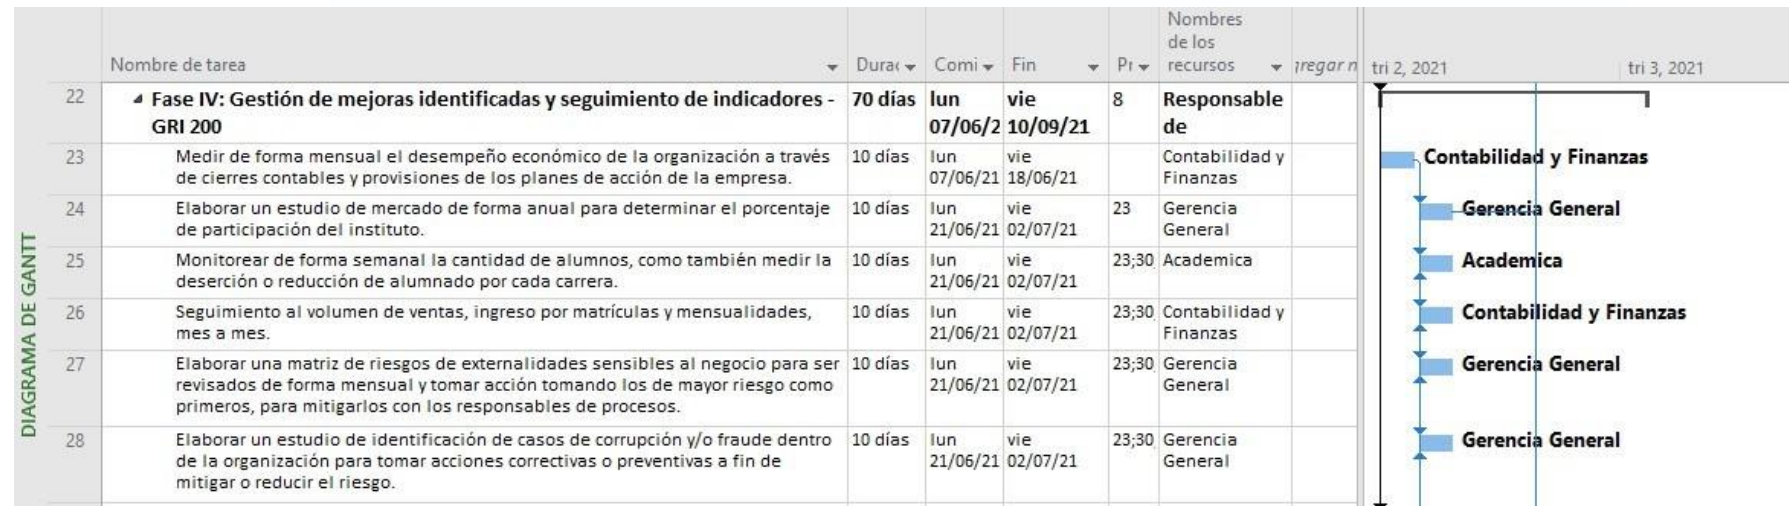 Nombres
de los
Nombre de tarea Durac Comi Fin Pr recursos gregar n tri 2, 2021 tri 3, 2021
22 Fase IV: Gestión de mejoras identificadas y seguimiento de indicadores - 70 días lun vie 8 Responsable
GRI 200 07/06/2 10/09/21 de
23 Medir de forma mensual el desempeño económico de la organización a través 10 días lun vie Contabilidad y Contabilidad y Finanzas
de cierres contables y provisiones de los planes de acción de la empresa. 07/06/21 18/06/21 Finanzas
24 Elaborar un estudio de mercado de forma anual para determinar el porcentaje 10 días lun vie 23 Gerencia Gerencia General
de participación del instituto. 21/06/21 02/07/21 General
25 Monitorear de forma semanal la cantidad de alumnos, como también medir la 10 días lun vie 23;30 Academica Academica
deserción o reducción de alumnado por cada carrera. 21/06/21 02/07/21
26 Seguimiento al volumen de ventas, ingreso por matrículas y mensualidades, 10 días lun vie 23;30 Contabilidad y Contabilidad y Finanzas
mes a mes. 21/06/21 02/07/21 Finanzas
27 Elaborar una matriz de riesgos de externalidades sensibles al negocio para ser 10 días lun vie 23;30 Gerencia Gerencia General
revisados de forma mensual y tomar acción tomando los de mayor riesgo como 21/06/21 02/07/21 General
primeros, para mitigarlos con los responsables de procesos.
28 Elaborar un estudio de identificación de casos de corrupción y/o fraude dentro 10 días lun vie 23;30 Gerencia Gerencia General
de la organización para tomar acciones correctivas o preventivas a fin de 21/06/21 02/07/21 General
mitigar o reducir el riesgo.
DIAGRAMA DE GANTT